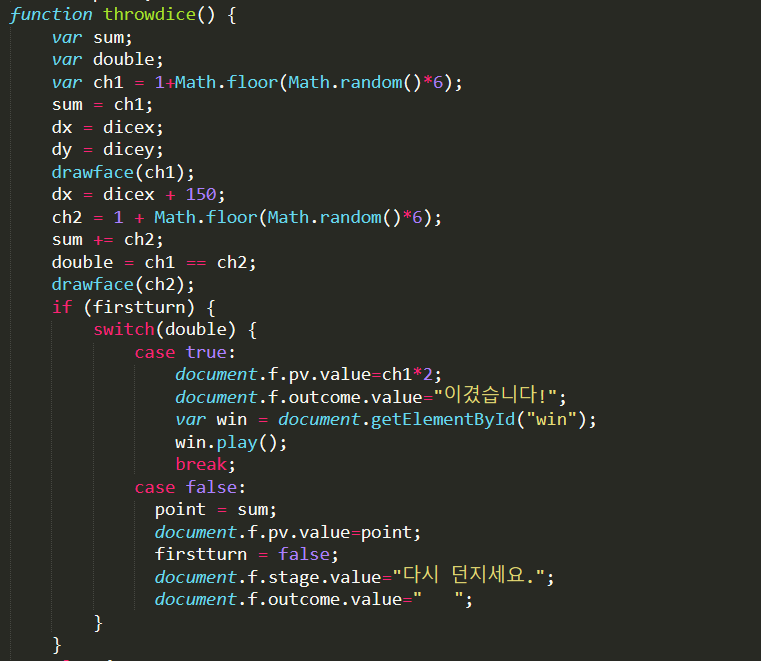 function throwdice() {
    var sum;
    var double;
    var ch1 = 1+Math.floor(Math.random()*6);
    sum = ch1;
    dx = dicex;
    dy = dicey;
    drawface(ch1);
    dx = dicex + 150;
    ch2 = 1 + Math.floor(Math.random()*6);
    sum += ch2;
    double = ch1 == ch2;
    drawface(ch2);
    if (firstturn) {
        switch(double) {
            case true:
                document.f.pv.value=ch1*2;
                document.f.outcome.value="이겼습니다!";
                var win = document.getElementById("win");
                win.play();
                break;
            case false:
              point = sum;
              document.f.pv.value=point;
              firstturn = false;
              document.f.stage.value="다시 던지세요.";
              document.f.outcome.value="   ";
        }
    }